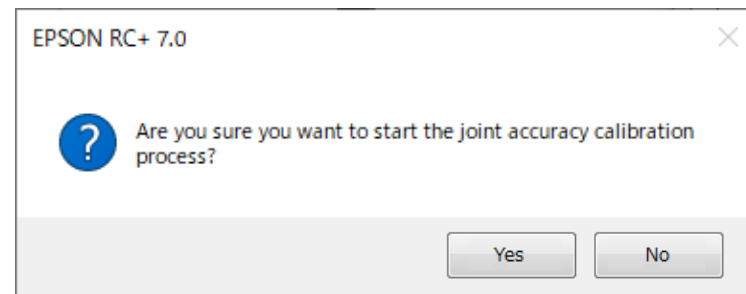 EPSON RC+ 7.0
Are you sure you want to start the joint accuracy calibration
process?
Yes
No